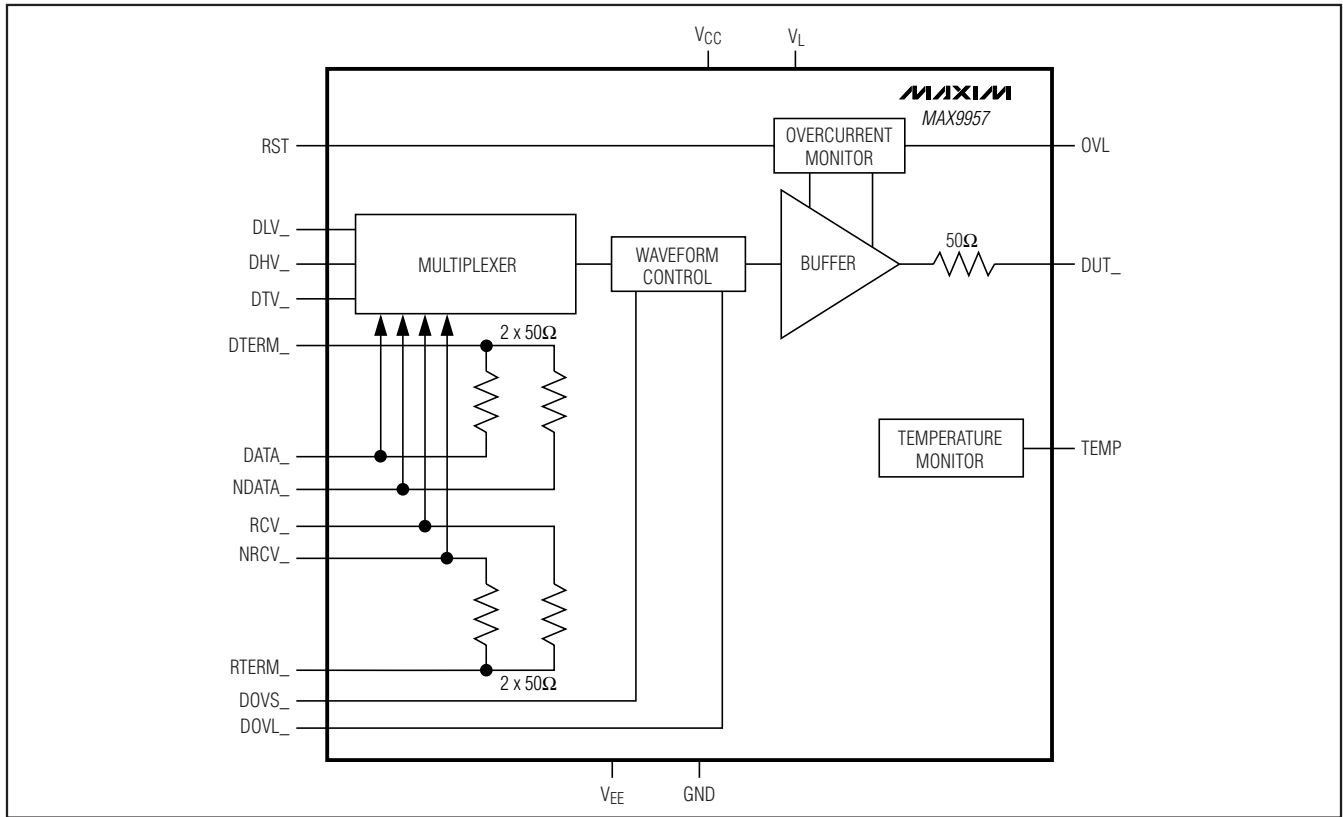 VCC
VL
MAXIM
MAX9957
RST
OVERCURRENT
MONITOR
OVL
DLV_
DHV_
DTV_
MULTIPLEXER
WAVEFORM
CONTROL
BUFFER
50Ω
DUT_
DTERM_
2 x 50Ω
DATA_
NDATA_
TEMPERATURE
MONITOR
TEMP
RCV_
NRCV_
RTERM_
2 x 50Ω
DOVS_
DOVL_
VEE
GND